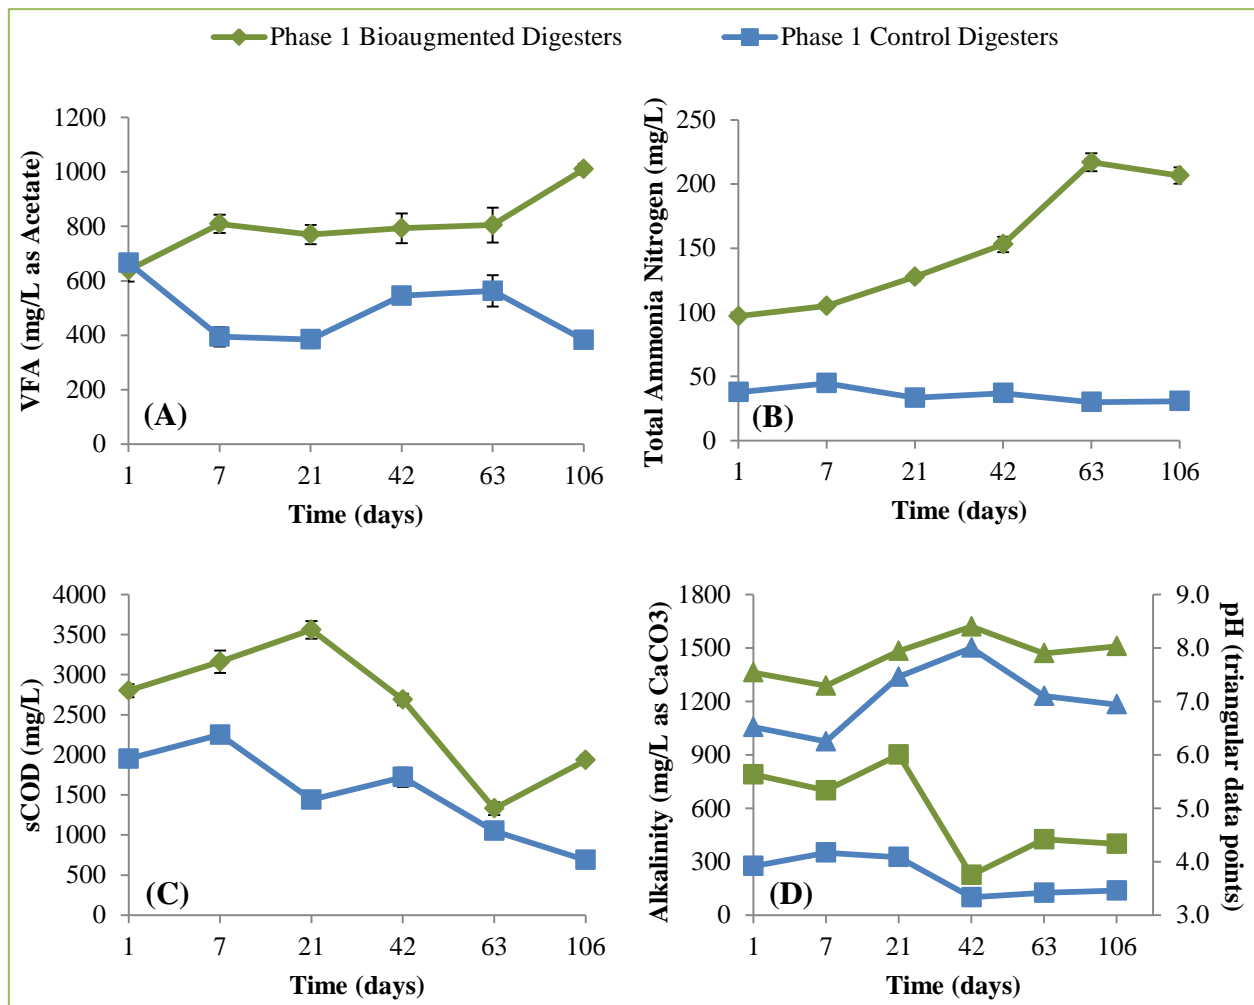 Phase 1 Bioaugmented Digesters
Phase 1 Control Digesters
VFA (mg/L as Acetate)
1200
1000
800
600
400
200
0
(A)
1 7 21 42 63 106
Time (days)
Total Ammonia Nitrogen (mg/L)
250
200
150
100
50
0
(B)
1 7 21 42 63 106
Time (days)
sCOD (mg/L)
4000
3500
3000
2500
2000
1500
1000
500
0
(C)
1 7 21 42 63 106
Time (days)
Alkalinity (mg/L as CaCO3)
1800
1500
1200
900
600
300
0
(D)
9.0
8.0
7.0
6.0
5.0
4.0
3.0
pH (triangular data points)
1 7 21 42 63 106
Time (days)